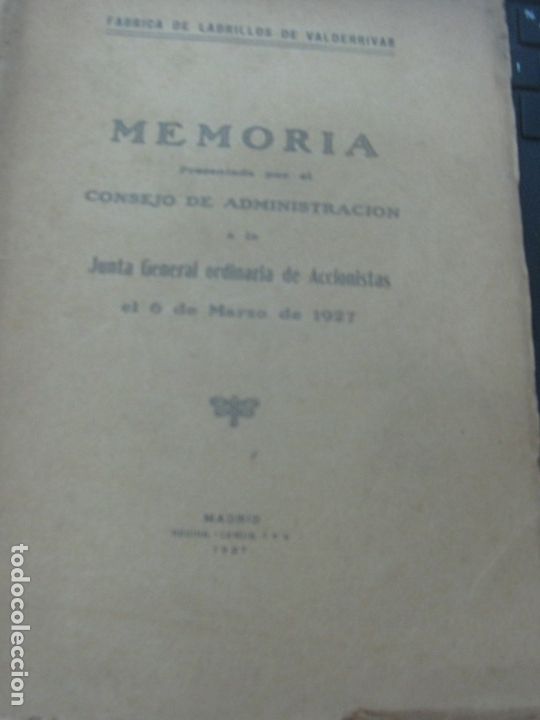 FABRICA DE LADRILLOS DE VALDERRIVAS
MEMORIA
Presentada por el
CONSEJO DE ADMINISTRACION
a la
Junta General ordinaria de Accionistas
el 6 de Marzo de 1927
MADRID
1927
todocoleccion